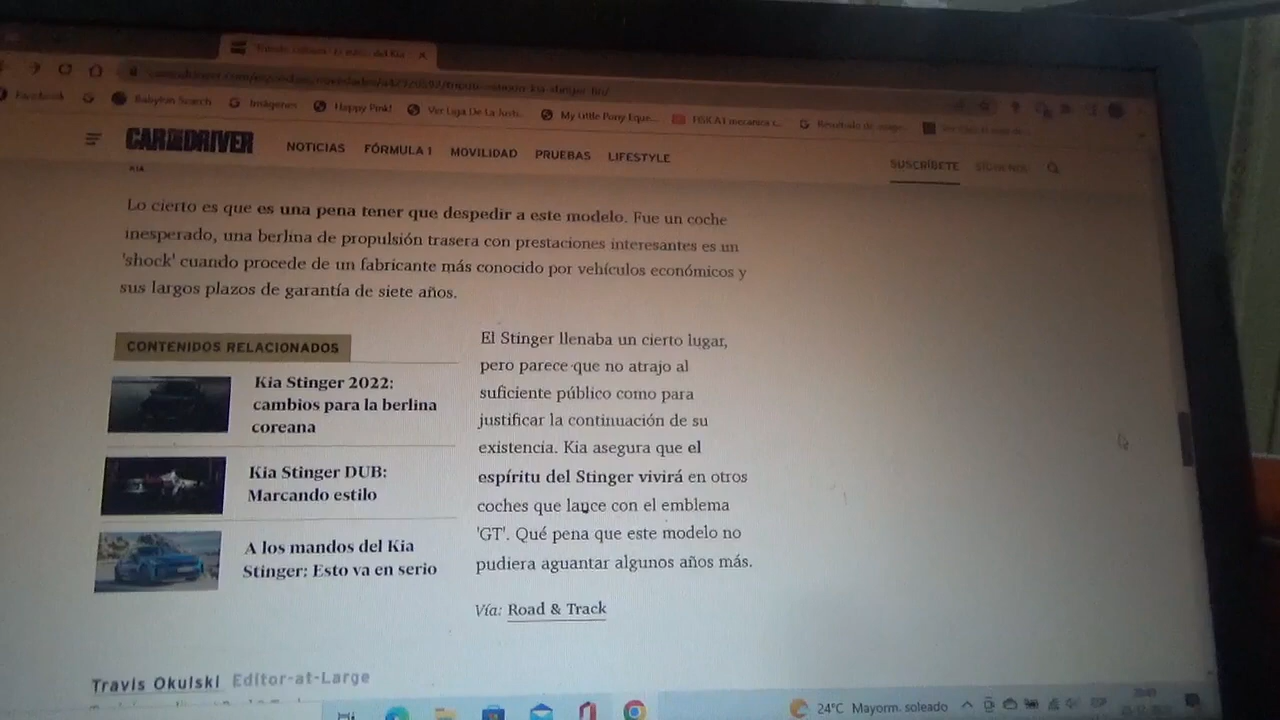 del Kia
Facebook
Babylon Search
Imágenes
Happy Pink!
Ver Liga De La Justi...
My Little Pony Eque...
FISICA I mecanica
CAR AND DRIVER
NOTICIAS
FÓRMULA 1
MOVILIDAD
PRUEBAS
LIFESTYLE
SUSCRÍBETE
KIA
Lo cierto es que es una pena tener que despedir a este modelo. Fue un coche
inesperado, una berlina de propulsión trasera con prestaciones interesantes es un
'shock' cuando procede de un fabricante más conocido por vehículos económicos y
sus largos plazos de garantía de siete años.
CONTENIDOS RELACIONADOS
Kia Stinger 2022:
cambios para la berlina
coreana
Kia Stinger DUB:
Marcando estilo
A los mandos del Kia
Stinger: Esto va en serio
El Stinger llenaba un cierto lugar,
pero parece que no atrajo al
suficiente público como para
justificar la continuación de su
existencia. Kia asegura que el
espíritu del Stinger vivirá en otros
coches que lance con el emblema
'GT'. Qué pena que este modelo no
pudiera aguantar algunos años más.
Vía: Road & Track
Travis Okulski Editor-at-Large
24°C Mayorm. soleado
ESP